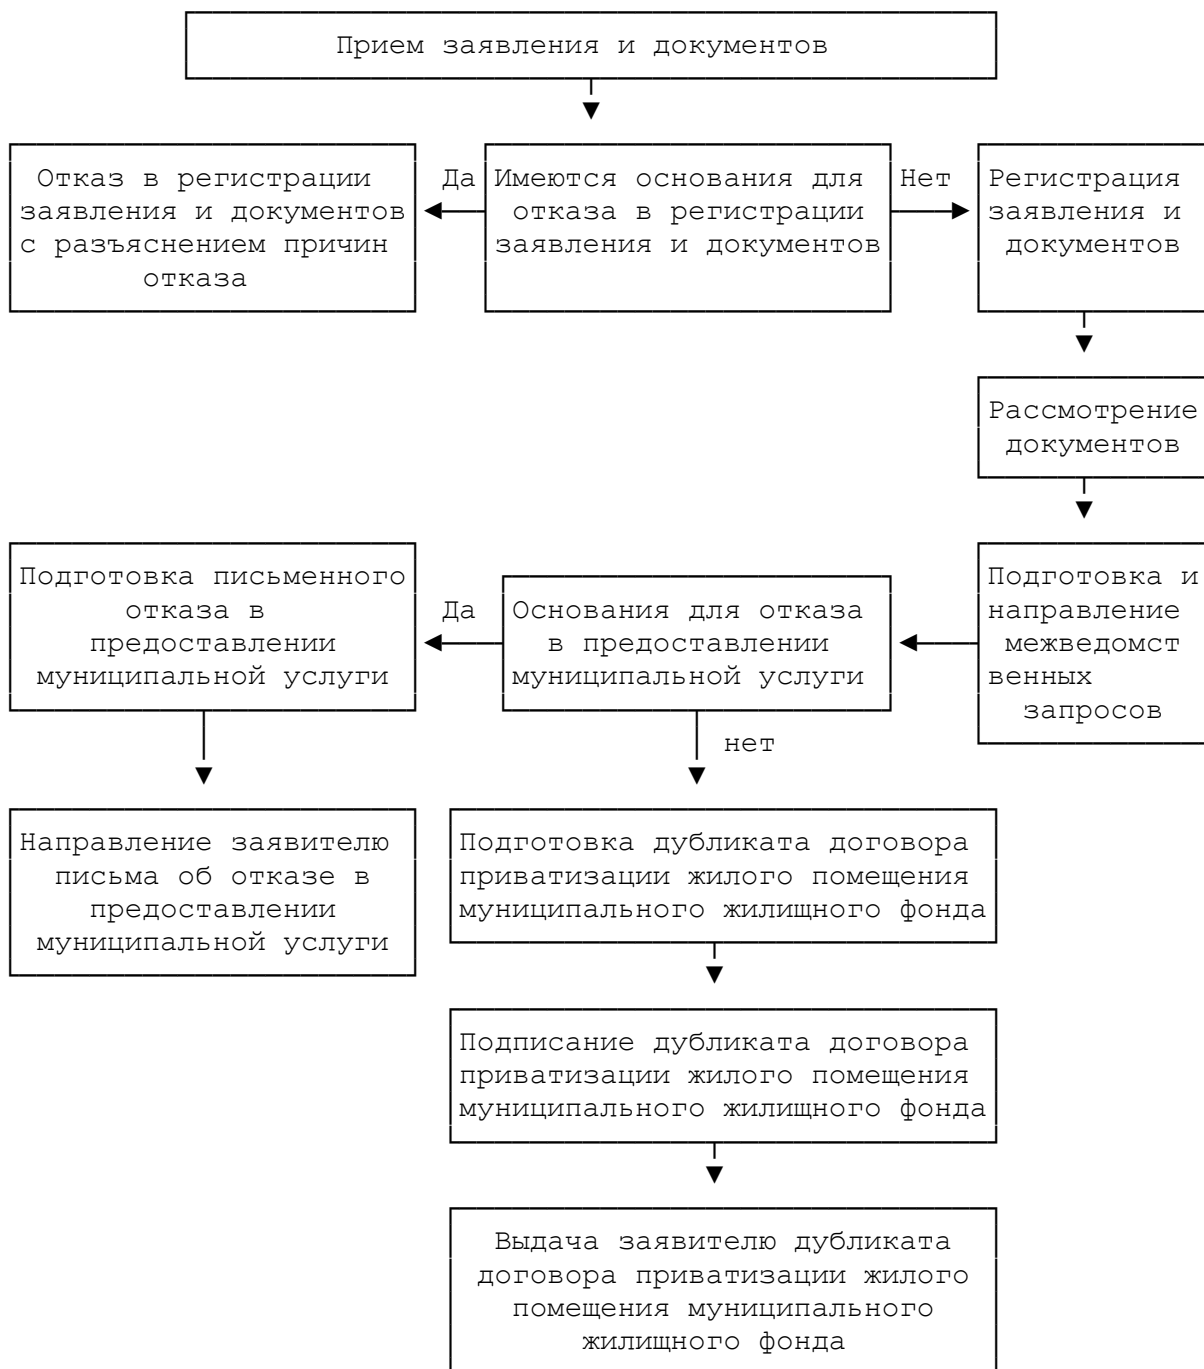 Прием заявления и документов
Отказ в регистрации
заявления и документов
с разъяснением причин
отказа
Да
Имеются основания для
отказа в регистрации
заявления и документов
Нет
Регистрация
заявления и
документов
Рассмотрение
документов
Подготовка и
направление
межведомст
венных
запросов
Основания для отказа
в предоставлении
муниципальной услуги
Да
Подготовка письменного
отказа в
предоставлении
муниципальной услуги
нет
Направление заявителю
письма об отказе в
предоставлении
муниципальной услуги
Подготовка дубликата договора
приватизации жилого помещения
муниципального жилищного фонда
Подписание дубликата договора
приватизации жилого помещения
муниципального жилищного фонда
Выдача заявителю дубликата
договора приватизации жилого
помещения муниципального
жилищного фонда